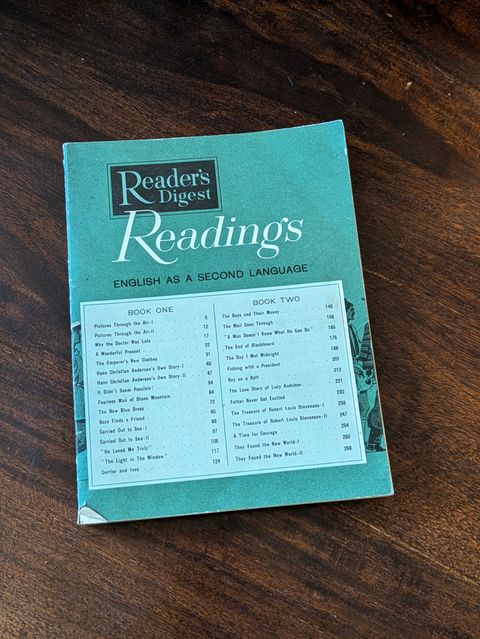 Reader's
Digest
Readings
ENGLISH AS A SECOND LANGUAGE
BOOK ONE
Pictures Through the Air-I 5
Pictures Through the Air-II 12
Why the Doctor Was Late 17
A Wonderful Present 22
The Emperor's New Clothes 31
Hans Christian Andersen's Own Story-I 40
Hans Christian Andersen's Own Story-II 47
It Didn't Seem Possible! 54
Fearless Man of Stone Mountain 64
The New Blue Dress 72
Bozo Finds a Friend 80
Carried Out to Sea-I 88
Carried Out to Sea-II 97
"He Loved Me Truly" 106
"The Light in the Window" 117
Currier and Ives 124
BOOK TWO
The Boys and Their Money 140
The Mail Goes Through 156
"A Man Doesn't Know What He Can Do" 165
The End of Blackbeard 176
The Day I Met Midnight 188
Fishing with a President 201
Boy on a Raft 212
The Love Story of Lucy Audubon 221
Father Never Got Excited 230
The Treasure of Robert Louis Stevenson-I 238
The Treasure of Robert Louis Stevenson-II 247
A Time for Courage 254
They Found the New World-I 260
They Found the New World-II 268